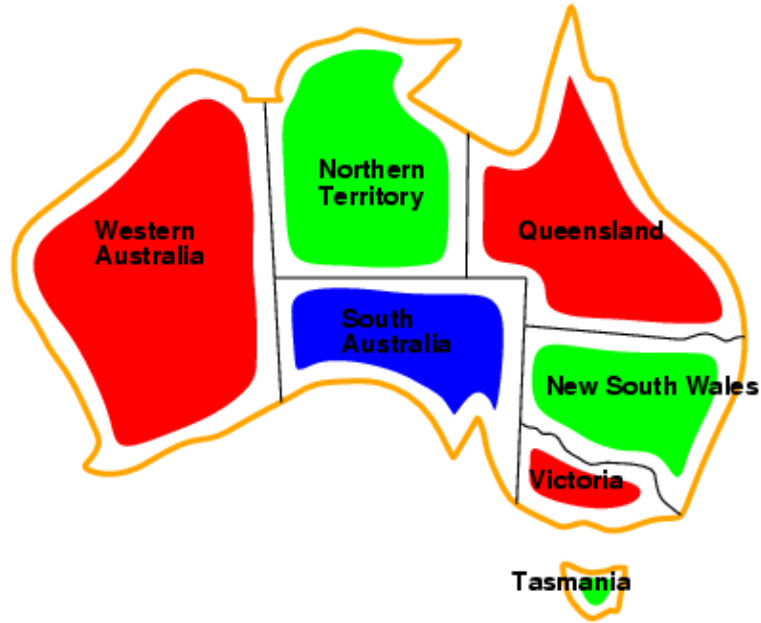 Northern
Territory
Western
Australia
Queensland
South
Australia
New South Wales
Victoria
Tasmania